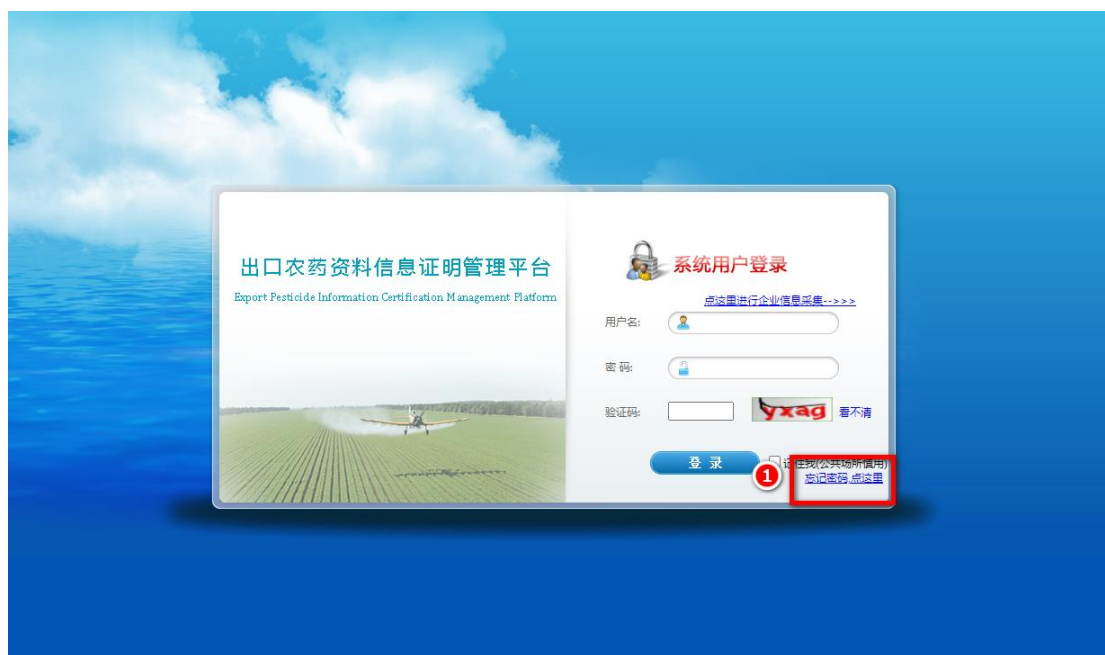 出口农药资料信息证明管理平台
Export Pesticide Information Certification Management Platform
系统用户登录
点这里进行企业信息采集-->>>
用户名:
密 码:
验证码:
yxag
看不清
登 录
记住我(公共场所慎用)
1
忘记密码,点这里